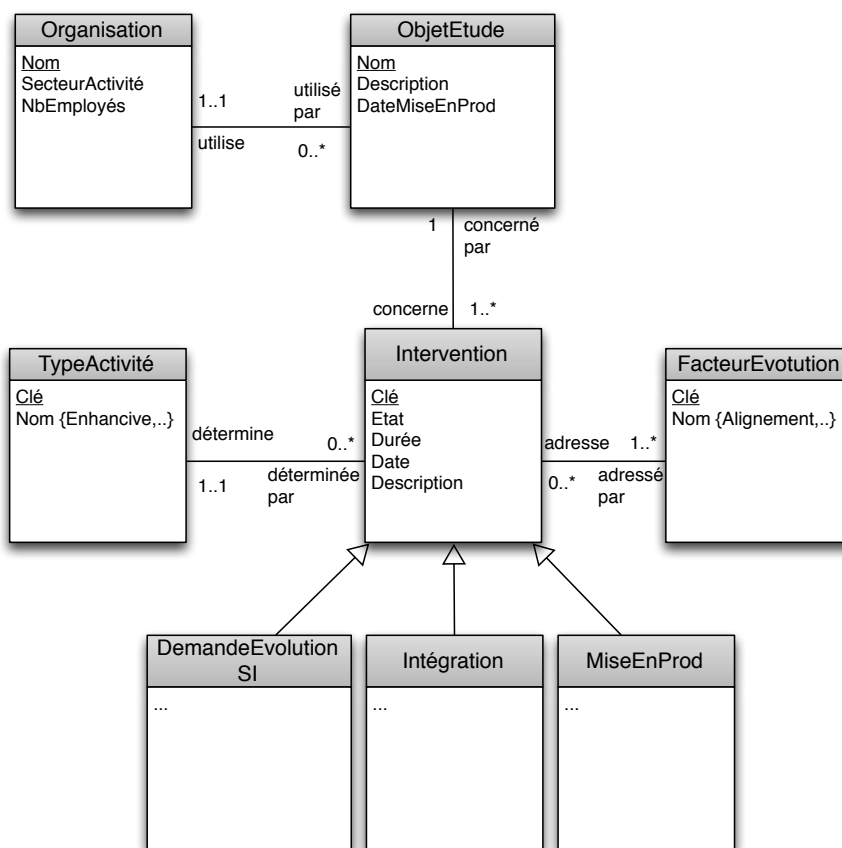 Organisation
Nom
SecteurActivité
NbEmployés
ObjetEtude
Nom
Description
DateMiseEnProd
1..1
utilisé
par
utilise
0..*
1
concerné
par
concerne
1..*
TypeActivité
Clé
Nom {Enhancive,..}
Intervention
Clé
Etat
Durée
Date
Description
FacteurEvotution
Clé
Nom {Alignement,..}
détermine
0..*
1..1
déterminée
par
adresse
1..*
0..*
adressé
par
DemandeEvolution
SI
...
Intégration
...
MiseEnProd
...